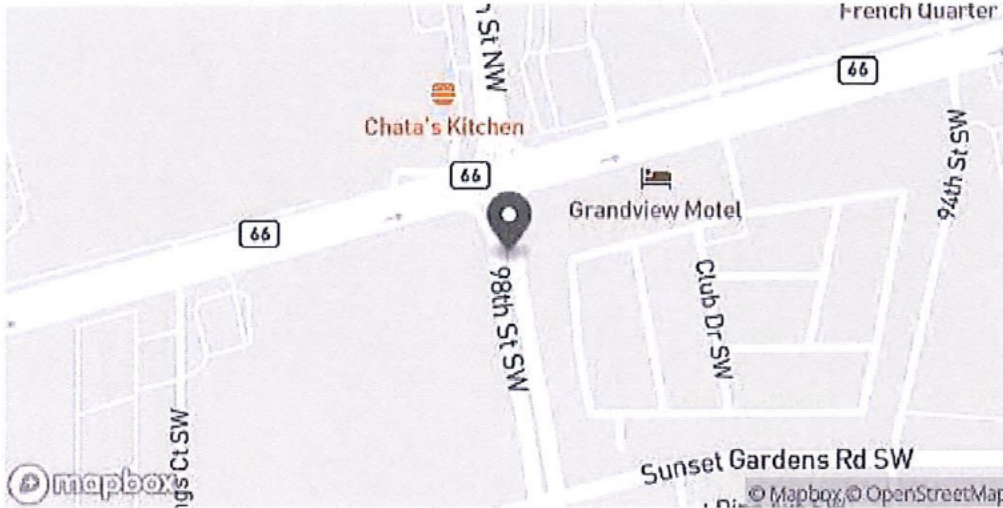 French Quarter
66
St NW
Chata's Kitchen
66
94th St SW
Grandview Motel
66
98th St SW
Club Dr SW
Ct SW
Sunset Gardens Rd SW
mapbox
© Mapbox © OpenStreetMap